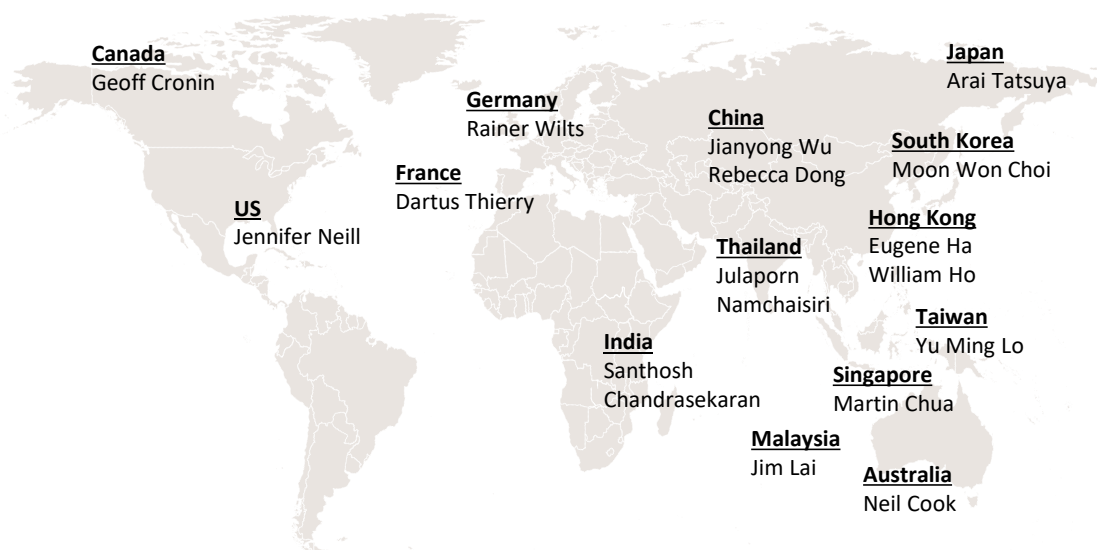 Canada
Geoff Cronin
US
Jennifer Neill
Germany
Rainer Wilts
France
Dartus Thierry
China
Jianyong Wu
Rebecca Dong
Japan
Arai Tatsuya
South Korea
Moon Won Choi
Hong Kong
Eugene Ha
William Ho
Thailand
Julaporn
Namchaisiri
Taiwan
Yu Ming Lo
India
Santhosh
Chandrasekaran
Singapore
Martin Chua
Malaysia
Jim Lai
Australia
Neil Cook